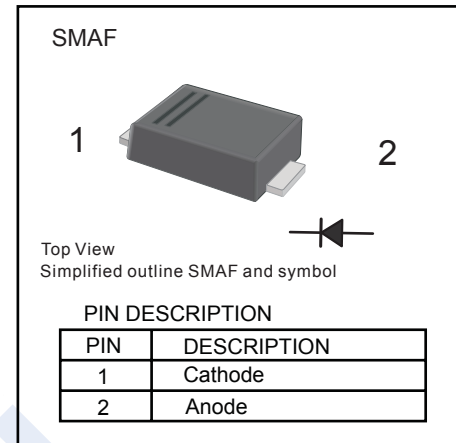 SMAF
1
2
Top View
Simplified outline SMAF and symbol
PIN DESCRIPTION
PIN DESCRIPTION
1 Cathode
2 Anode